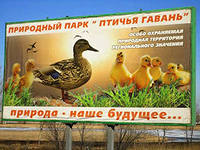 ПРИРОДНЫЙ ПАРК "ПТИЧЬЯ ГАВАНЬ"
ОСОБО ОХРАНЯЕМАЯ
ПРИРОДНАЯ ТЕРРИТОРИЯ
РЕГИОНАЛЬНОГО ЗНАЧЕНИЯ
природа - наше будущее...